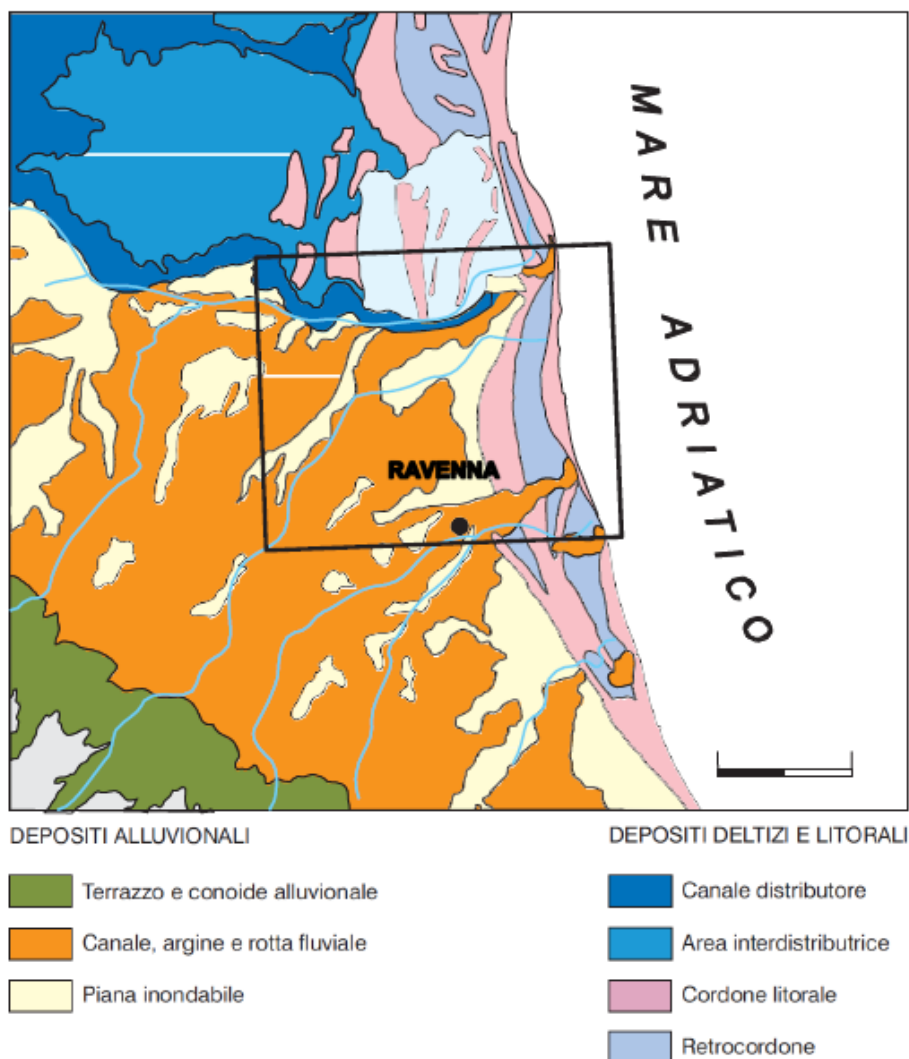 MARE ADRIATICO
RAVENNA
DEPOSITI ALLUVIONALI
Terrazzo e conoide alluvionale
Canale, argine e rotta fluviale
Piana inondabile
DEPOSITI DELTIZI E LITORALI
Canale distributore
Area interdistributrice
Cordone litorale
Retrocordone